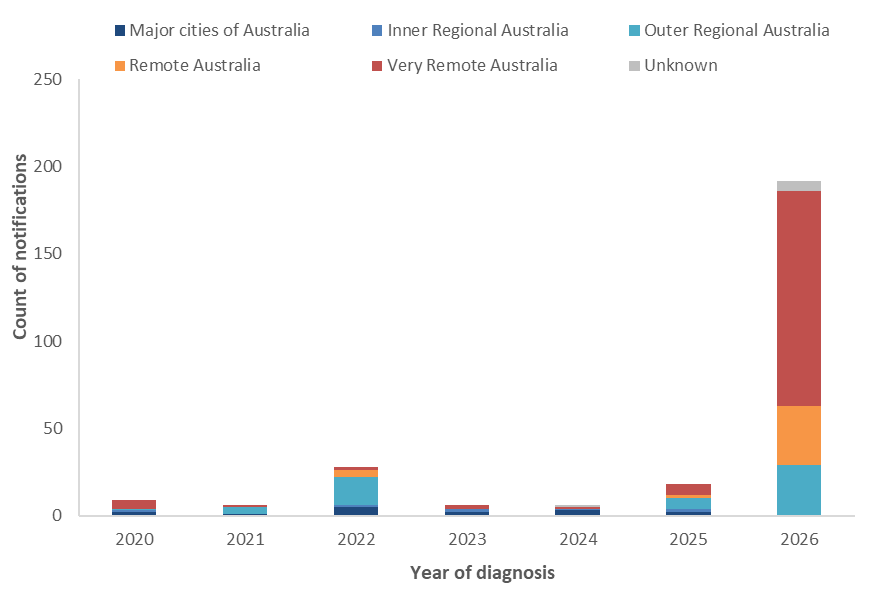 Major cities of Australia
Inner Regional Australia
Outer Regional Australia
Remote Australia
Very Remote Australia
Unknown
250
200
150
100
50
0
Count of notifications
2020
2021
2022
2023
2024
2025
2026
Year of diagnosis